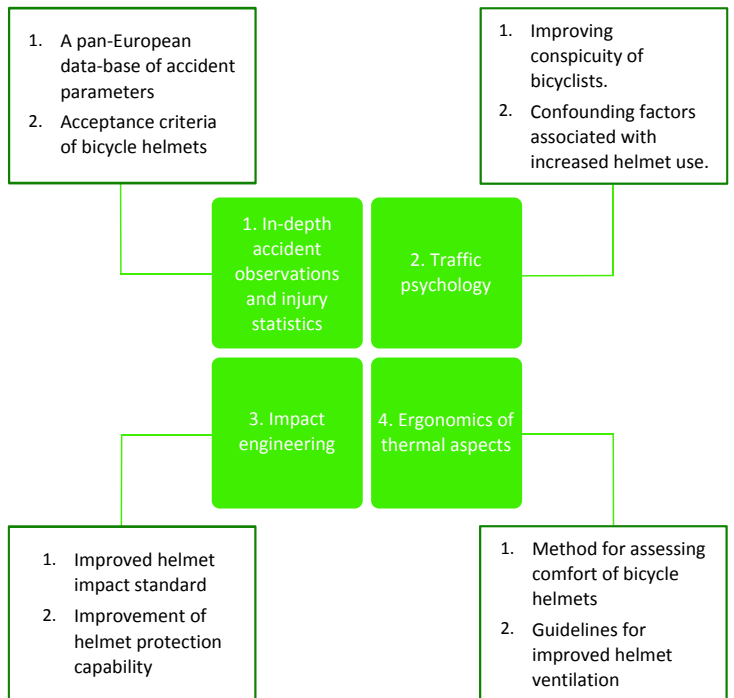 1. A pan-European
data-base of accident
parameters
2. Acceptance criteria
of bicycle helmets
1. Improving
conspicuity of
bicyclists.
2. Confounding factors
associated with
increased helmet use.
1. In-depth
accident
observations
and injury
statistics
2. Traffic
psychology
3. Impact
engineering
4. Ergonomics of
thermal aspects
1. Improved helmet
impact standard
2. Improvement of
helmet protection
capability
1. Method for assessing
comfort of bicycle
helmets
2. Guidelines for
improved helmet
ventilation